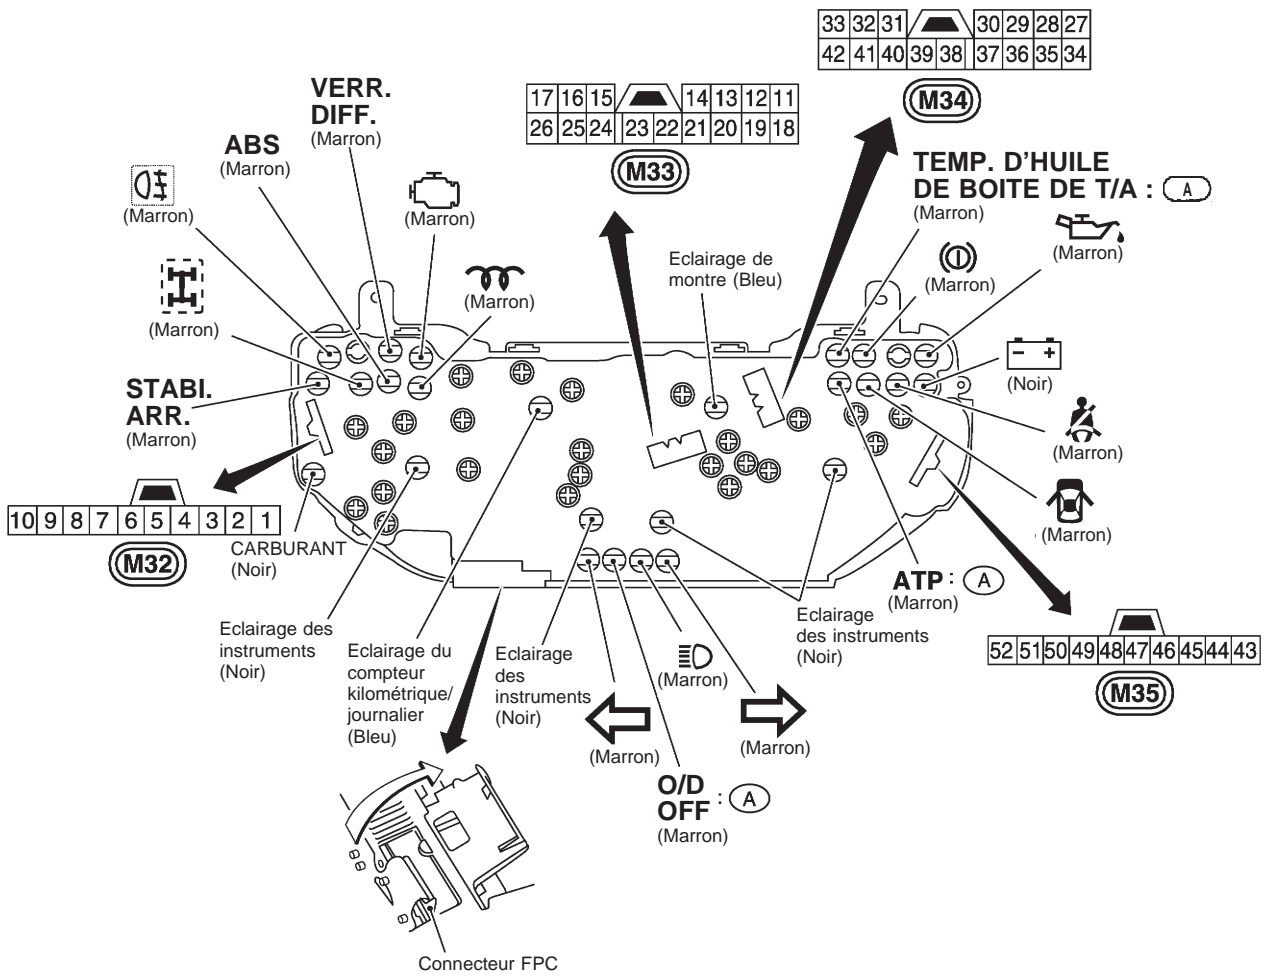 33 32 31 30 29 28 27
42 41 40 39 38 37 36 35 34
M34
17 16 15 14 13 12 11
26 25 24 23 22 21 20 19 18
M33
VERR.
DIFF.
(Marron)
ABS
(Marron)
(Marron)
(Marron)
TEMP. D'HUILE
DE BOITE DE T/A : A
(Marron)
(Marron)
(Marron)
Eclairage de
montre (Bleu)
(Marron)
(Marron)
(Noir)
STABI.
ARR.
(Marron)
(Marron)
(Marron)
10 9 8 7 6 5 4 3 2 1
M32
CARBURANT
(Noir)
ATP : A
(Marron)
Eclairage des
instruments
(Noir)
Eclairage du
compteur
kilométrique/
journalier
(Bleu)
Eclairage
des
instruments
(Noir)
(Marron)
Eclairage
des instruments
(Noir)
52 51 50 49 48 47 46 45 44 43
M35
(Marron)
(Marron)
O/D
OFF : A
(Marron)
Connecteur FPC